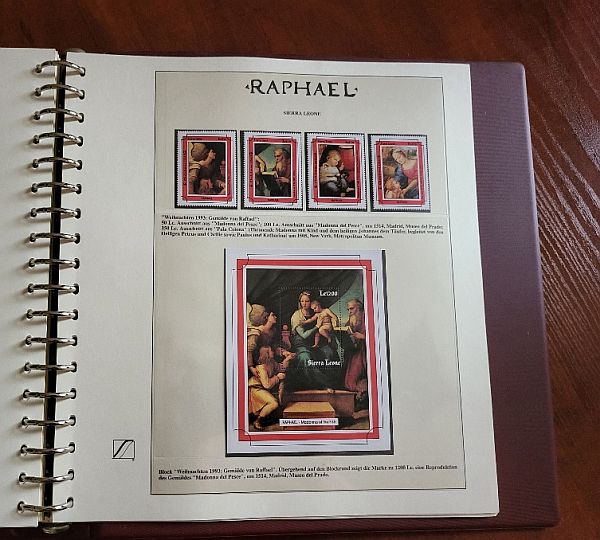 RAPHAEL
SIERRA LEONE
"Weihnachten 1993: Gemälde von Raffael":
50 Le. Ausschnitt aus "Madonna del Pesce", 100 Le. Ausschnitt aus "Madonna del Pesce", um 1514, Madrid, Museo del Prado;
150 Le. Ausschnitt aus "Pala Colonna" (Thronende Madonna mit Kind und dem heiligen Johannes dem Täufer, begleitet von den
Heiligen Petrus und Cäcilie sowie Paulus und Katharina) um 1505, New York, Metropolitan Museum.
Le1200
Sierra Leone
RAPHAEL - Madonna of the Fish
Block "Weihnachten 1993: Gemälde von Raffael". Übergehend auf den Blockrand zeigt die Marke zu 1200 Le. eine Reproduktion
des Gemäldes "Madonna del Pesce", um 1514, Madrid, Museo del Prado.